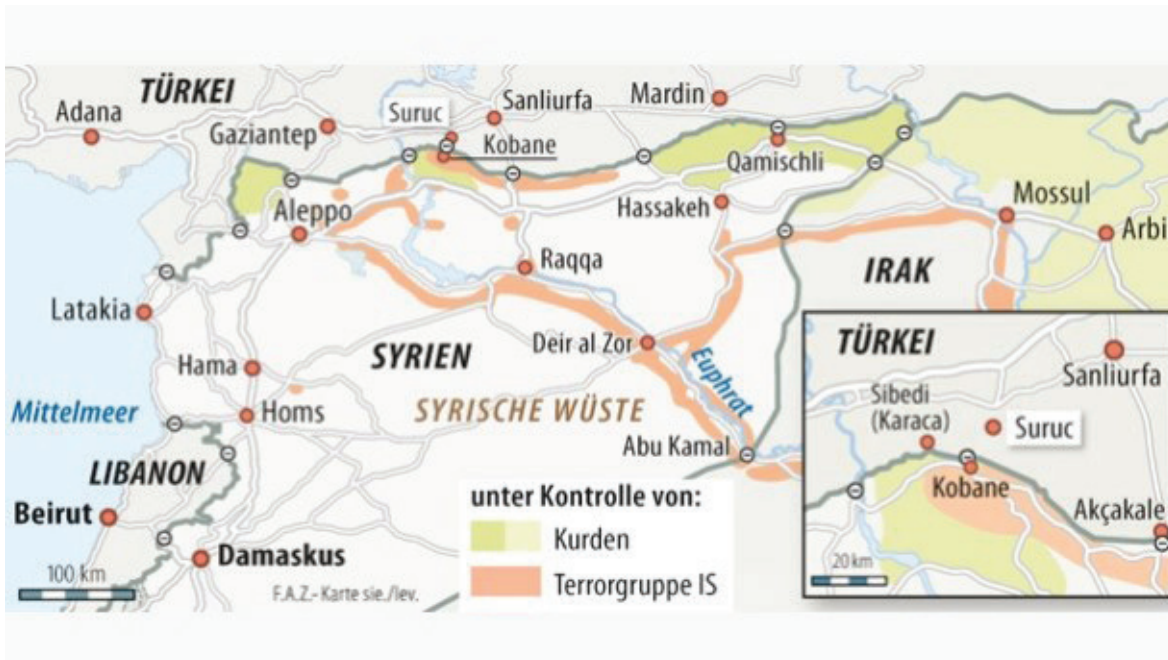 TÜRKEI
Adana
Gaziantep
Suruc
Sanliurfa
Mardin
Kobane
Qamischli
Aleppo
Hassakeh
Mossul
Arbi
Raqqa
IRAK
Latakia
Deir al Zor
SYRIEN
Hama
Euphrat
Mittelmeer
Homs
SYRISCHE WÜSTE
Abu Kamal
LIBANON
Beirut
Damaskus
100 km
F.A.Z.-Karte sie./lev.
unter Kontrolle von:
Kurden
Terrorgruppe IS
TÜRKEI
Sanliurfa
Sibedi
(Karaca)
Suruc
Kobane
Akçakale
20 km